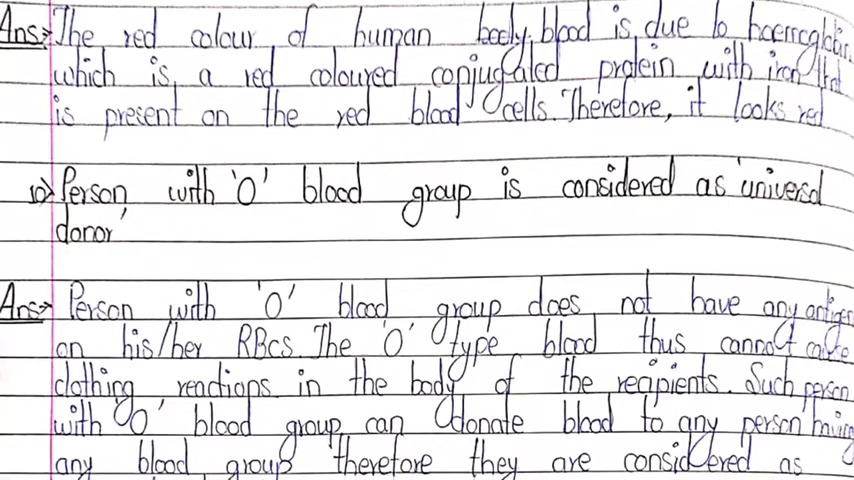 Ans:→ The red colour of human body blood is due to haemoglobin
which is a red coloured conjugated protein with iron that
is present on the red blood cells. Therefore, it looks red
10) Person with 'O' blood group is considered as 'universal
donor'
Ans:→ Person with 'O' blood group does not have any antigen
on his/her RBcs. The 'O' type blood thus cannot cause
clothing reactions in the body of the recipients. Such person
with 'O' blood group can donate blood to any person having
any blood group therefore they are considered as